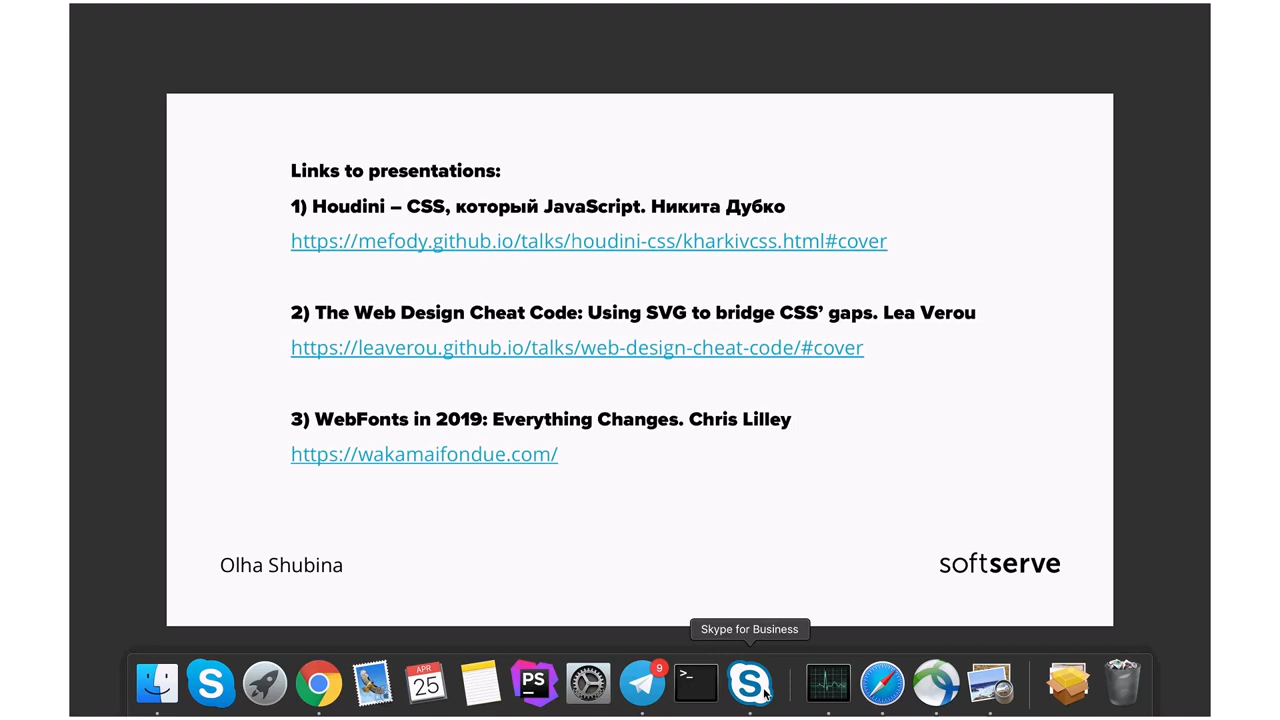 Links to presentations:
1) Houdini – CSS, который JavaScript. Никита Дубко
https://mefody.github.io/talks/houdini-css/kharkivcss.html#cover
2) The Web Design Cheat Code: Using SVG to bridge CSS’ gaps. Lea Verou
https://leaverou.github.io/talks/web-design-cheat-code/#cover
3) WebFonts in 2019: Everything Changes. Chris Lilley
https://wakamaifondue.com/
Olha Shubina
softserve
Skype for Business
APR
25
PS
9
>_